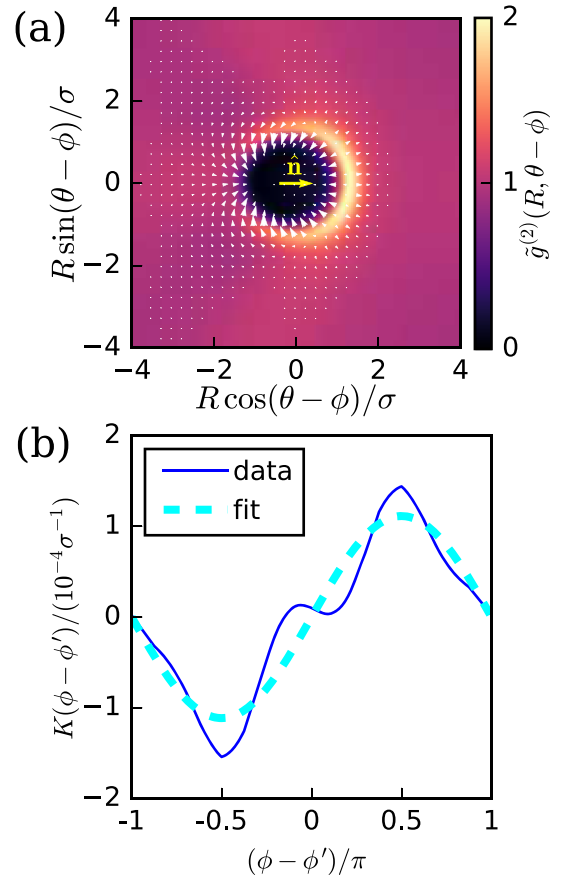 (a)
4
2
0
−2
−4
R sin(θ − ϕ)/σ
n̂
−4 −2 0 2 4
R cos(θ − ϕ)/σ
2
1
0
g̃⁽²⁾(R, θ − ϕ)
(b)
2
1
0
−1
−2
K(ϕ − ϕ′)/(10⁻⁴σ⁻¹)
data
fit
-1 -0.5 0 0.5 1
(ϕ − ϕ′)/π